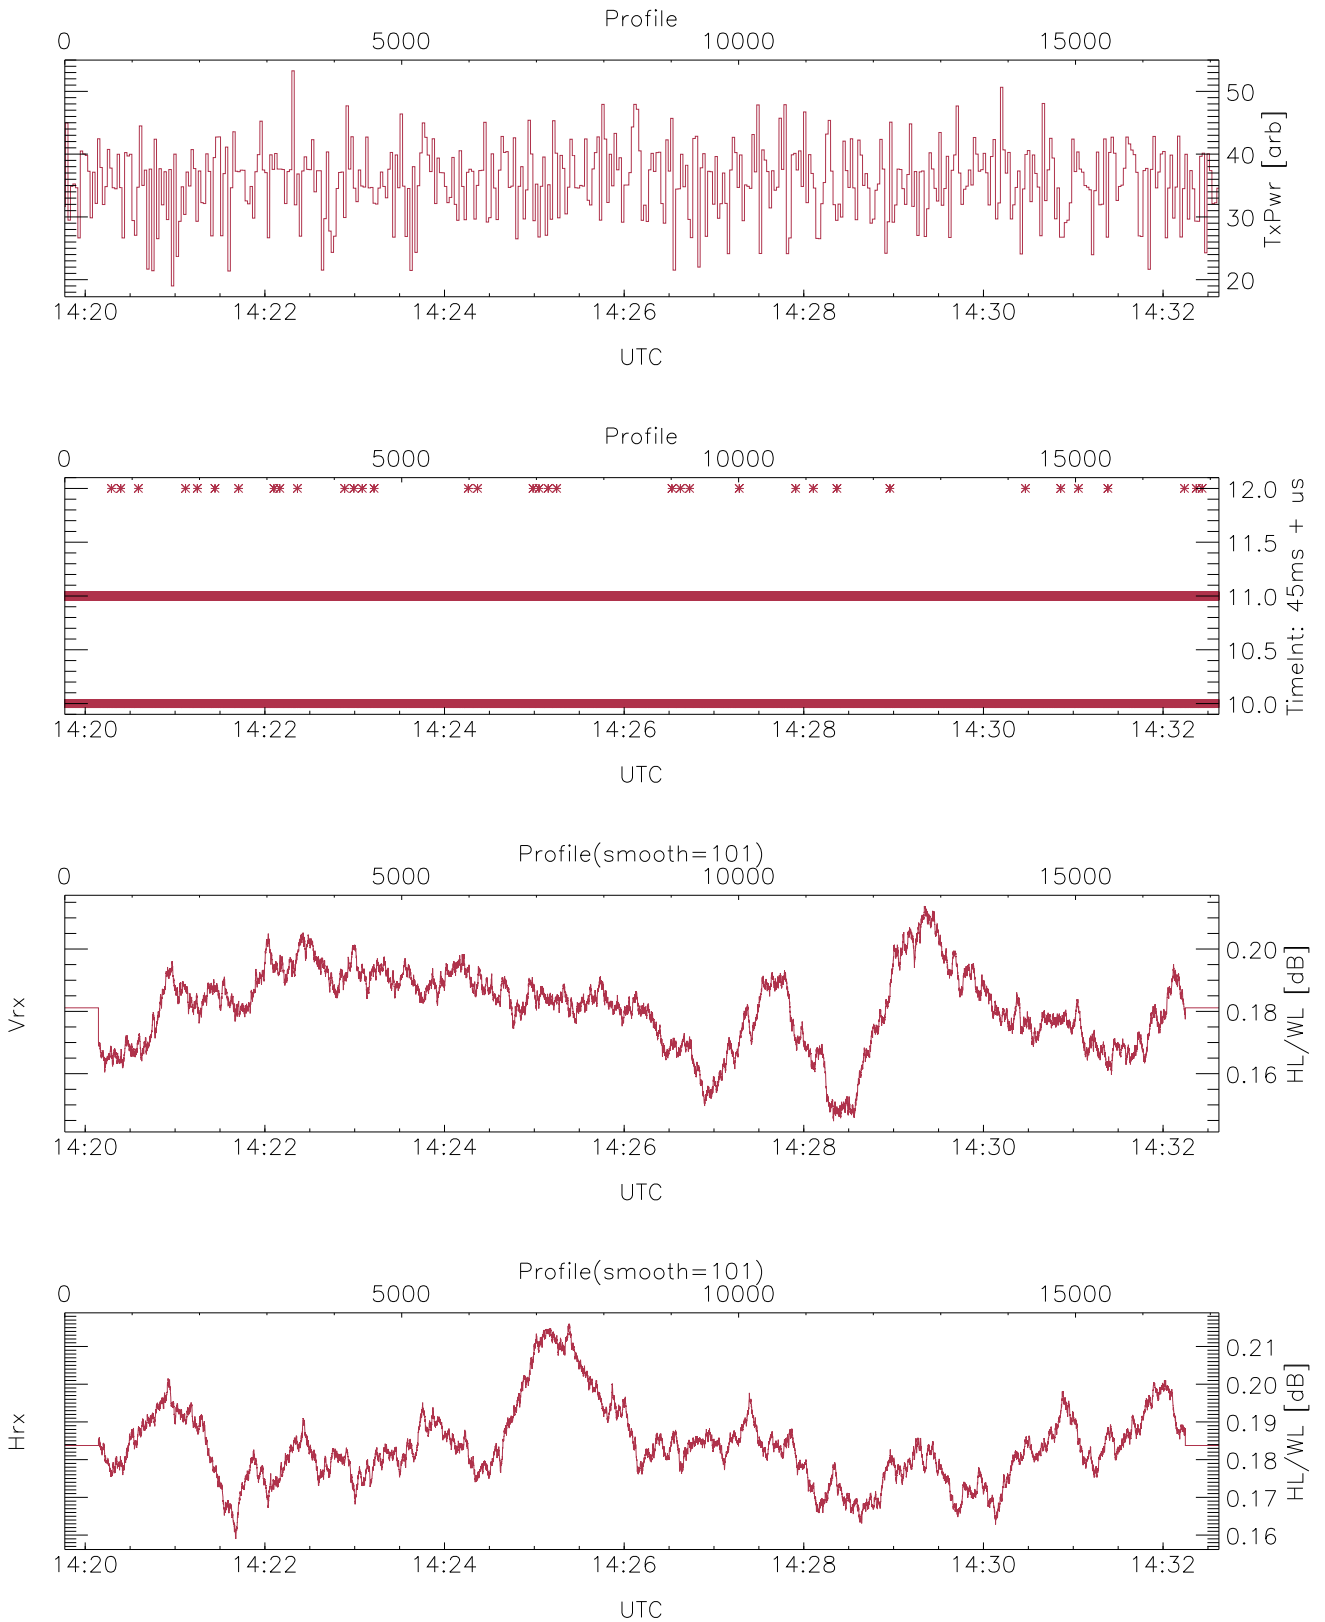 Profile
0 5000 10000 15000
50
40
30
20
TxPwr [arb]
14:20 14:22 14:24 14:26 14:28 14:30 14:32
UTC
Profile
0 5000 10000 15000
12.0
11.5
11.0
10.5
10.0
TimeInt: 45ms + us
14:20 14:22 14:24 14:26 14:28 14:30 14:32
UTC
Profile(smooth=101)
0 5000 10000 15000
Vrx
0.20
0.18
0.16
HL/WL [dB]
14:20 14:22 14:24 14:26 14:28 14:30 14:32
UTC
Profile(smooth=101)
0 5000 10000 15000
Hrx
0.21
0.20
0.19
0.18
0.17
0.16
HL/WL [dB]
14:20 14:22 14:24 14:26 14:28 14:30 14:32
UTC